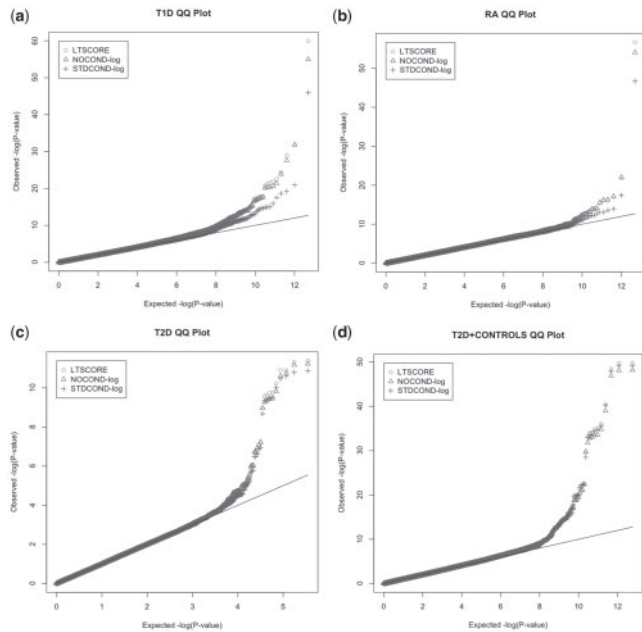 (a)
T1D QQ Plot
LTSCORE
NOCOND-log
STDCOND-log
Observed -log(P-value)
0 10 20 30 40 50 60
0 2 4 6 8 10 12
Expected -log(P-value)
(b)
RA QQ Plot
LTSCORE
NOCOND-log
STDCOND-log
Observed -log(P-value)
0 10 20 30 40 50
0 2 4 6 8 10 12
Expected -log(P-value)
(c)
T2D QQ Plot
LTSCORE
NOCOND-log
STDCOND-log
Observed -log(P-value)
0 2 4 6 8 10
0 1 2 3 4 5
Expected -log(P-value)
(d)
T2D+CONTROLS QQ Plot
LTSCORE
NOCOND-log
STDCOND-log
Observed -log(P-value)
0 10 20 30 40 50
0 2 4 6 8 10 12
Expected -log(P-value)